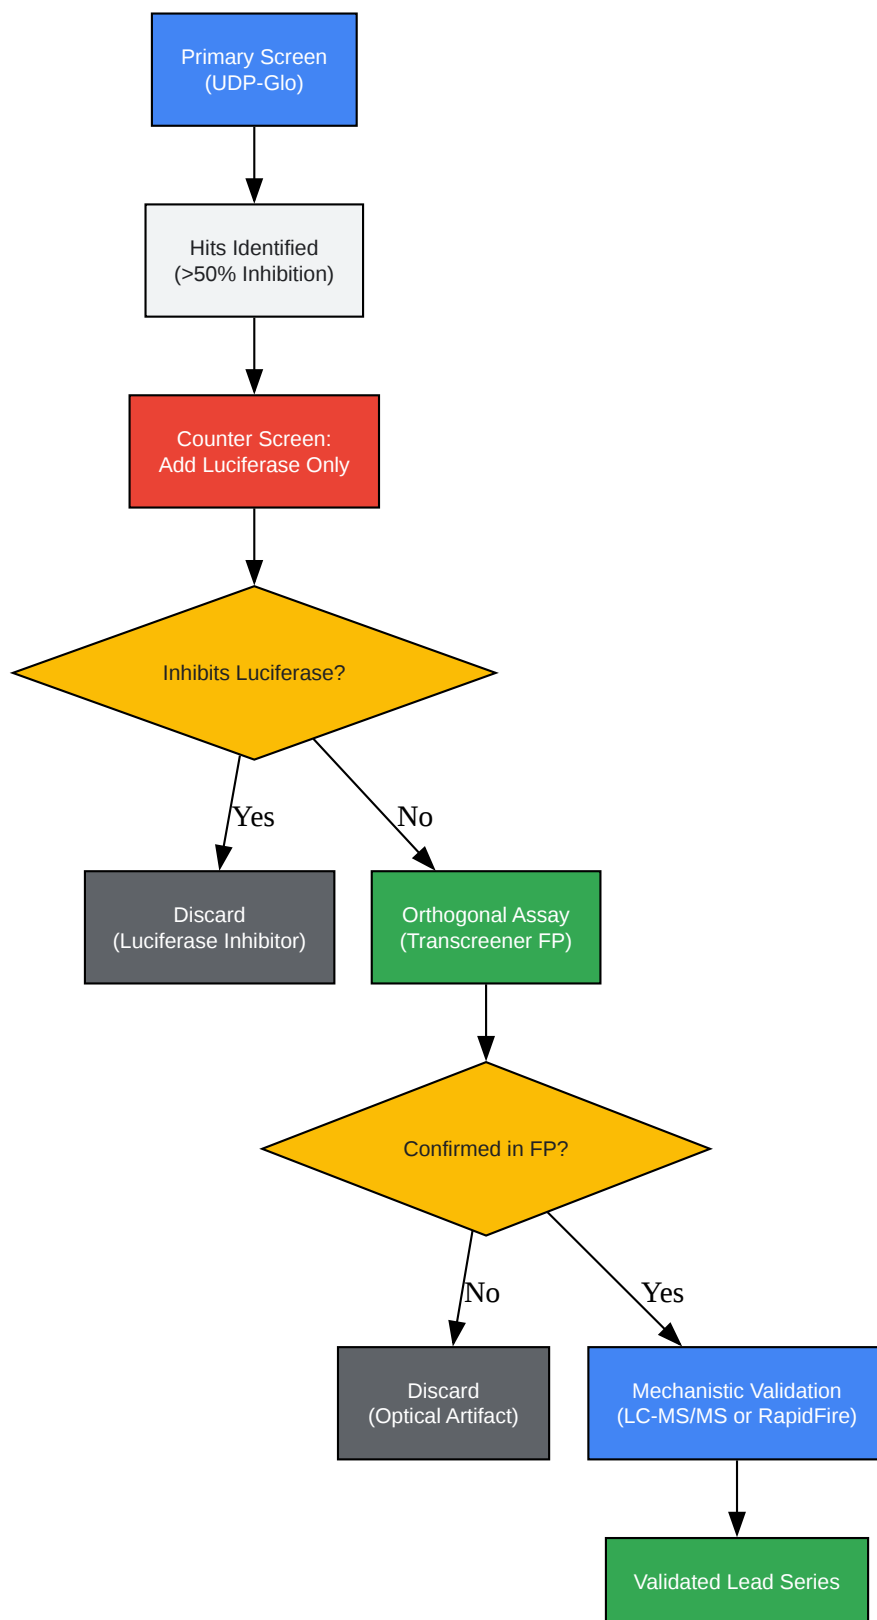 Primary Screen
(UDP-Glo)
Hits Identified
(>50% Inhibition)
Counter Screen:
Add Luciferase Only
Inhibits Luciferase?
Yes
No
Discard
(Luciferase Inhibitor)
Orthogonal Assay
(Transcreener FP)
Confirmed in FP?
No
Yes
Discard
(Optical Artifact)
Mechanistic Validation
(LC-MS/MS or RapidFire)
Validated Lead Series